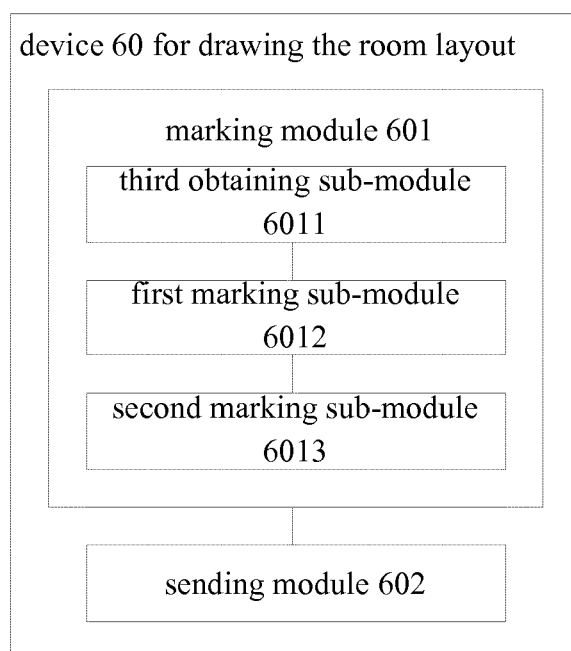 device 60 for drawing the room layout
marking module 601
third obtaining sub-module
6011
first marking sub-module
6012
second marking sub-module
6013
sending module 602